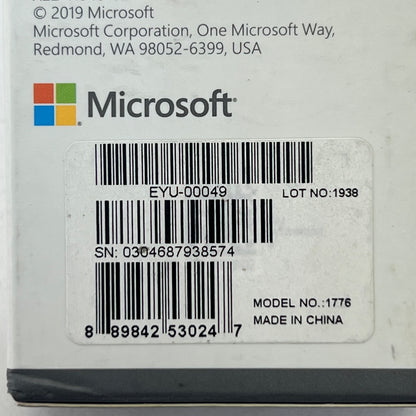 © 2019 Microsoft
Microsoft Corporation, One Microsoft Way,
Redmond, WA 98052-6399, USA
Microsoft
EYU-00049
LOT NO:1938
SN: 0304687938574
MODEL NO.:1776
MADE IN CHINA
8 89842 53024 7